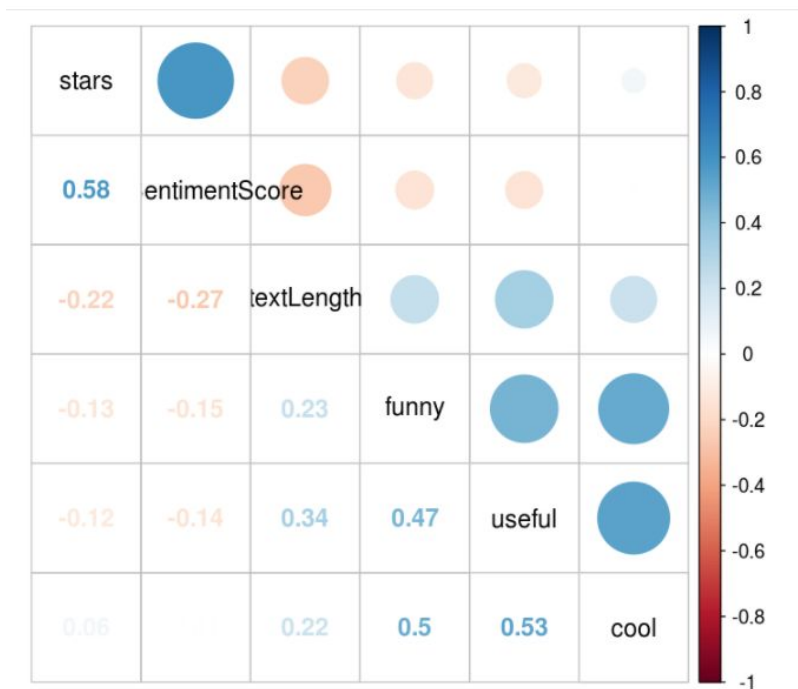 stars
0.58 entimentScore
-0.22 -0.27 textLength
-0.13 -0.15 0.23 funny
-0.12 -0.14 0.34 0.47 useful
0.06 0.22 0.5 0.53 cool
1
0.8
0.6
0.4
0.2
0
-0.2
-0.4
-0.6
-0.8
-1